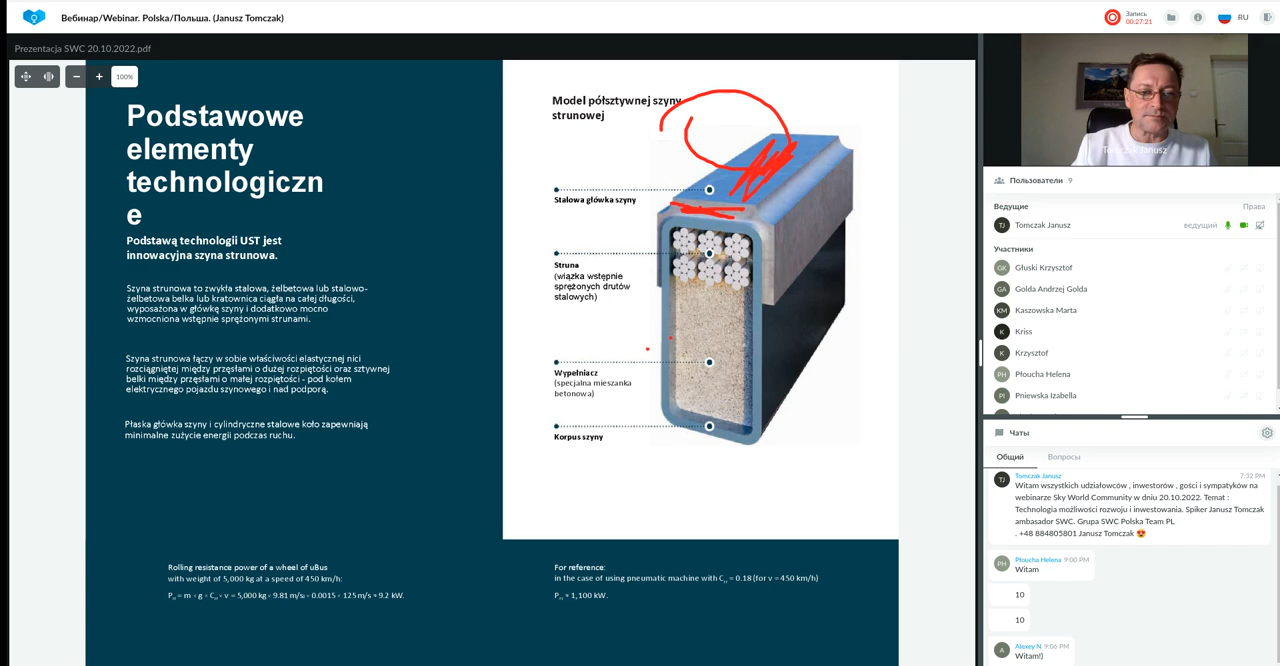 Вебинар/Webinar. Polska/Польша. (Janusz Tomczak)
Запись
00:27:21
RU
Prezentacja SWC 20.10.2022.pdf
100%
Podstawowe
elementy
technologiczn
e
Podstawą technologii UST jest
innowacyjna szyna strunowa.
Szyna strunowa to zwykła stalowa, żelbetowa lub stalowo-
żelbetowa belka lub kratownica ciągła na całej długości,
wyposażona w główkę szyny i dodatkowo mocno
wzmocniona wstępnie sprężonymi strunami.
Szyna strunowa łączy w sobie właściwości elastycznej nici
rozciągniętej między przęsłami o dużej rozpiętości oraz sztywnej
belki między przęsłami o małej rozpiętości - pod kołem
elektrycznego pojazdu szynowego i nad podporą.
Płaska główka szyny i cylindryczne stalowe koło zapewniają
minimalne zużycie energii podczas ruchu.
Model półsztywnej szyny
strunowej
Stalowa główka szyny
Struna
(wiązka wstępnie
sprężonych drutów
stalowych)
Wypełniacz
(specjalna mieszanka
betonowa)
Korpus szyny
Rolling resistance power of a wheel of uBus
with weight of 5,000 kg at a speed of 450 km/h:
For reference:
in the case of using pneumatic machine with Crr = 0.18 (for v = 450 km/h)
Tomczak Janusz
Пользователи 9
Ведущие
Права
TJ
Tomczak Janusz
ведущий
Участники
GK
Głuski Krzysztof
GA
Golda Andrzej Golda
KM
Kaszowska Marta
K
Kriss
K
Krzysztof
PH
Płoucha Helena
PI
Pniewska Izabella
Чаты
Общий
Вопросы
TJ
Tomczak Janusz
7:32 PM
Witam wszystkich udziałowców , inwestorów , gości i sympatyków na
webinarze Sky World Community w dniu 20.10.2022. Temat :
Technologia możliwości rozwoju i inwestowania. Spiker Janusz Tomczak
ambasador SWC. Grupa SWC Polska Team PL
. +48 884805801 Janusz Tomczak 😍
PH
Płoucha Helena 9:00 PM
Witam
10
10
A
Alexey N 9:06 PM
Witam!)